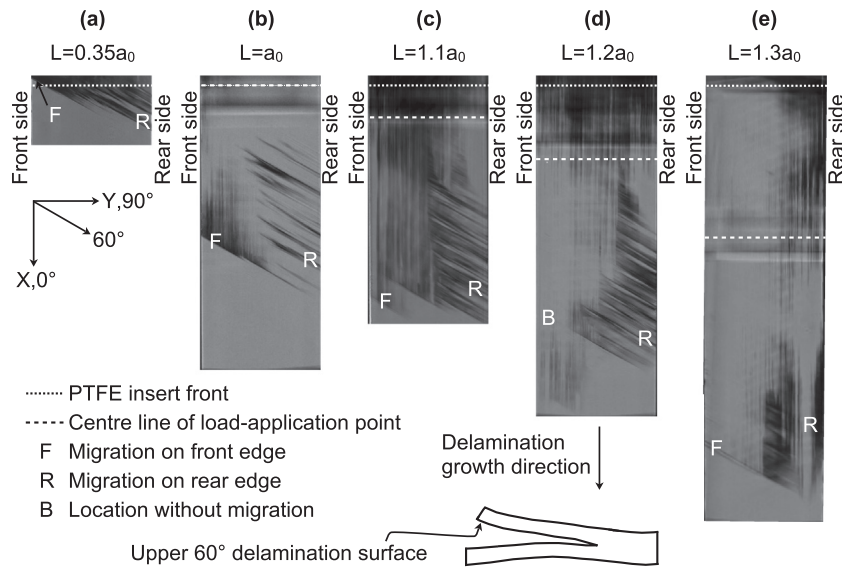 (a) (b) (c) (d) (e)
L=0.35a₀ L=a₀ L=1.1a₀ L=1.2a₀ L=1.3a₀
Front side F R Rear side
Front side F R Rear side
Front side F R Rear side
Front side B R Rear side
Front side F R Rear side
Y,90°
60°
X,0°
PTFE insert front
Centre line of load-application point
F Migration on front edge
R Migration on rear edge
B Location without migration
Delamination
growth direction
Upper 60° delamination surface